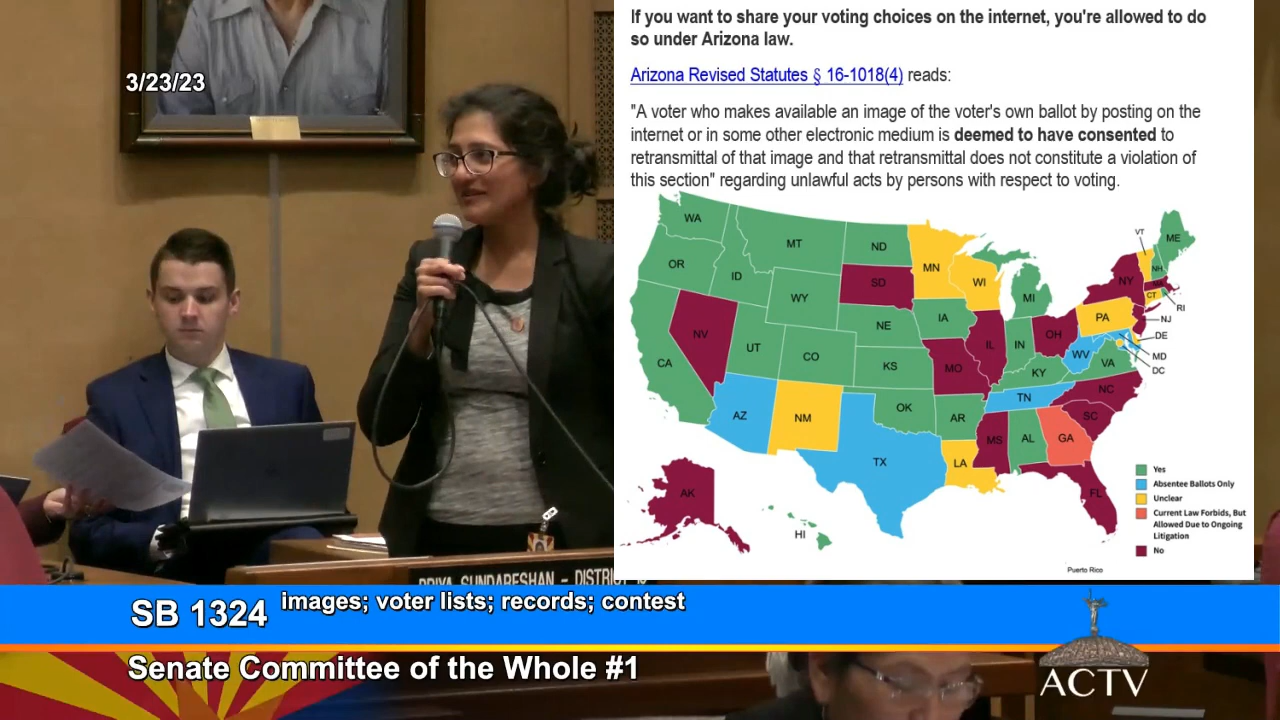 3/23/23
If you want to share your voting choices on the internet, you're allowed to do
so under Arizona law.
Arizona Revised Statutes § 16-1018(4) reads:
"A voter who makes available an image of the voter's own ballot by posting on the
internet or in some other electronic medium is deemed to have consented to
retransmittal of that image and that retransmittal does not constitute a violation of
this section" regarding unlawful acts by persons with respect to voting.
WA
MT
ND
MN
VT
ME
OR
ID
WY
SD
WI
MI
NY
NH
MA
CT
RI
NV
UT
CO
NE
IA
IL
IN
OH
PA
NJ
DE
MD
DC
CA
KS
MO
KY
WV
VA
AZ
NM
OK
AR
TN
NC
SC
TX
LA
MS
AL
GA
FL
AK
HI
Yes
Absentee Ballots Only
Unclear
Current Law Forbids, But
Allowed Due to Ongoing
Litigation
No
Puerto Rico
PRIYA SUNDARESHAN - DISTRICT
SB 1324 images; voter lists; records; contest
Senate Committee of the Whole #1
ACTV